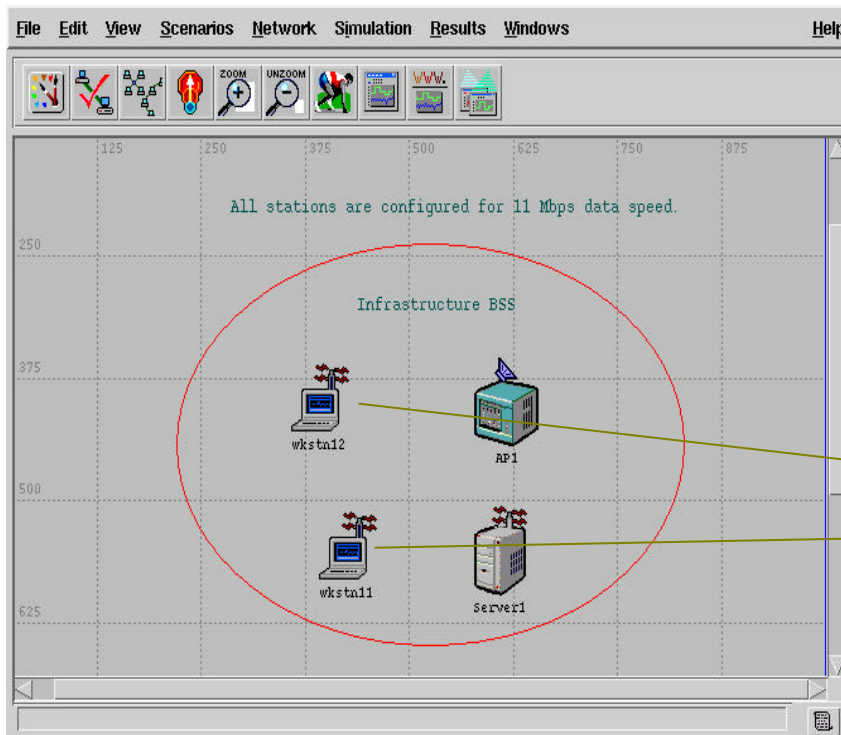 File Edit View Scenarios Network Simulation Results Windows Help
ZOOM UNZOOM
125 250 375 500 625 750 875
All stations are configured for 11 Mbps data speed.
250
Infrastructure BSS
375
wkstn12
AP1
500
wkstn11
Server1
625